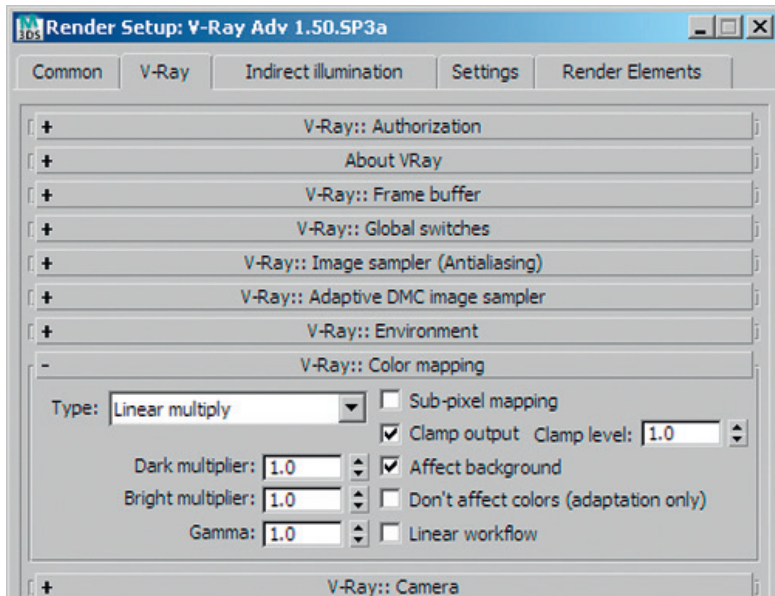 M
3DS
Render Setup: V-Ray Adv 1.50.SP3a
Common V-Ray Indirect illumination Settings Render Elements
+ V-Ray:: Authorization
+ About VRay
+ V-Ray:: Frame buffer
+ V-Ray:: Global switches
+ V-Ray:: Image sampler (Antialiasing)
+ V-Ray:: Adaptive DMC image sampler
+ V-Ray:: Environment
- V-Ray:: Color mapping
Type: Linear multiply Sub-pixel mapping
Clamp output Clamp level: 1.0
Dark multiplier: 1.0 Affect background
Bright multiplier: 1.0 Don't affect colors (adaptation only)
Gamma: 1.0 Linear workflow
+ V-Ray:: Camera